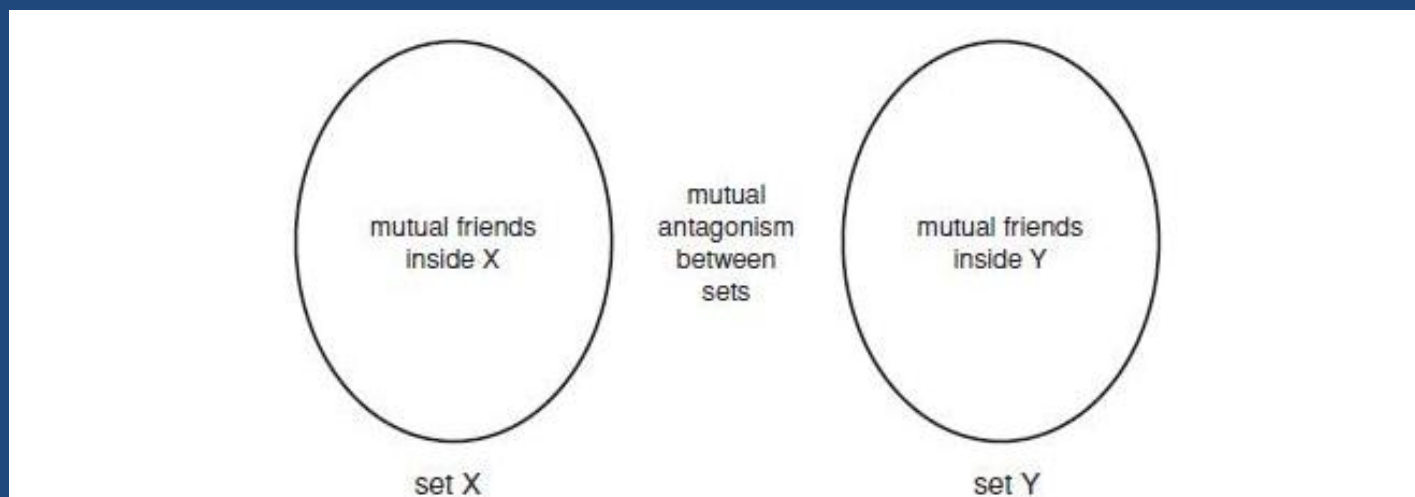 mutual friends
inside X
mutual
antagonism
between
sets
mutual friends
inside Y
set X
set Y